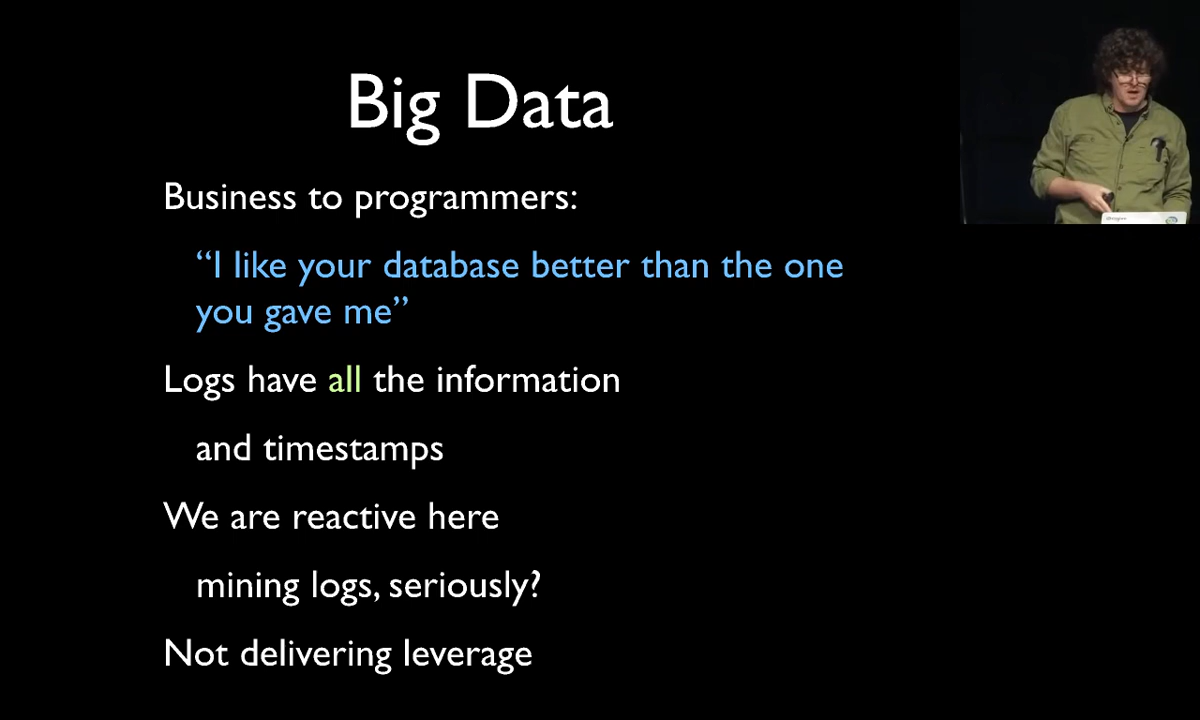 Big Data
Business to programmers:
“I like your database better than the one
you gave me”
Logs have all the information
and timestamps
We are reactive here
mining logs, seriously?
Not delivering leverage